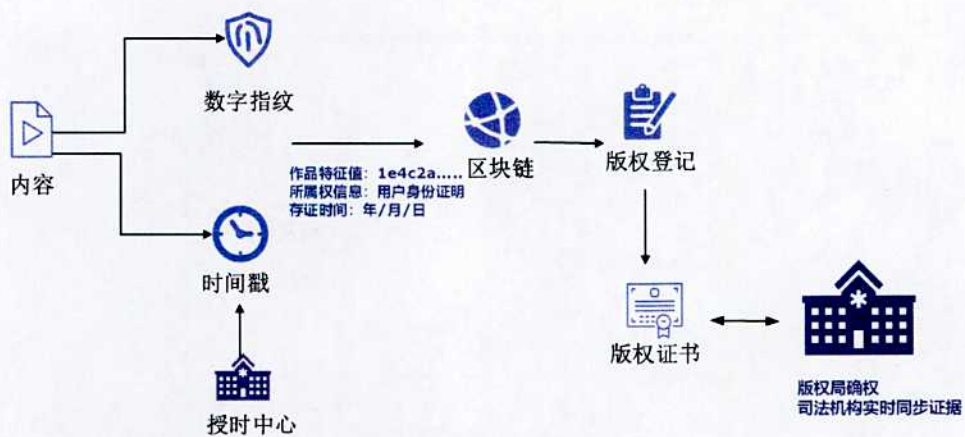 数字指纹
内容
作品特征值：1e4c2a.....
所属权信息：用户身份证明
存证时间：年/月/日
区块链
版权登记
时间戳
授时中心
版权证书
版权局确权
司法机构实时同步证据